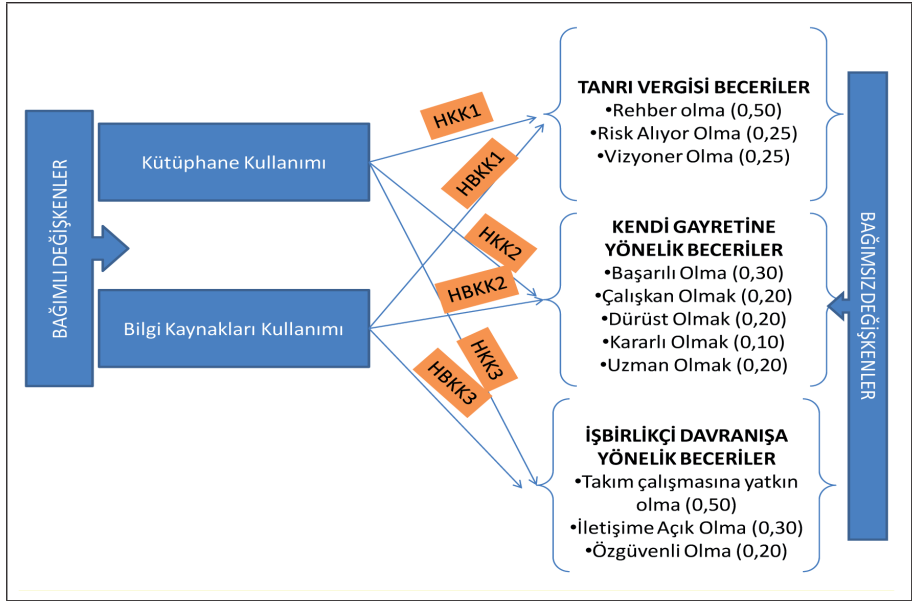 BAĞIMLI DEĞİŞKENLER
Kütüphane Kullanımı
Bilgi Kaynakları Kullanımı
HKK1
HBKK1
HKK2
HBKK2
HKK3
HBKK3
TANRI VERGİSİ BECERİLER
•Rehber olma (0,50)
•Risk Alıyor Olma (0,25)
•Vizyoner Olma (0,25)
KENDİ GAYRETİNE
YÖNELİK BECERİLER
•Başarılı Olma (0,30)
•Çalışkan Olmak (0,20)
•Dürüst Olmak (0,20)
•Kararlı Olmak (0,10)
•Uzman Olmak (0,20)
İŞBİRLİKÇİ DAVRANIŞA
YÖNELİK BECERİLER
•Takım çalışmasına yatkın
olma (0,50)
•İletişime Açık Olma (0,30)
•Özgüvenli Olma (0,20)
BAĞIMSIZ DEĞİŞKENLER